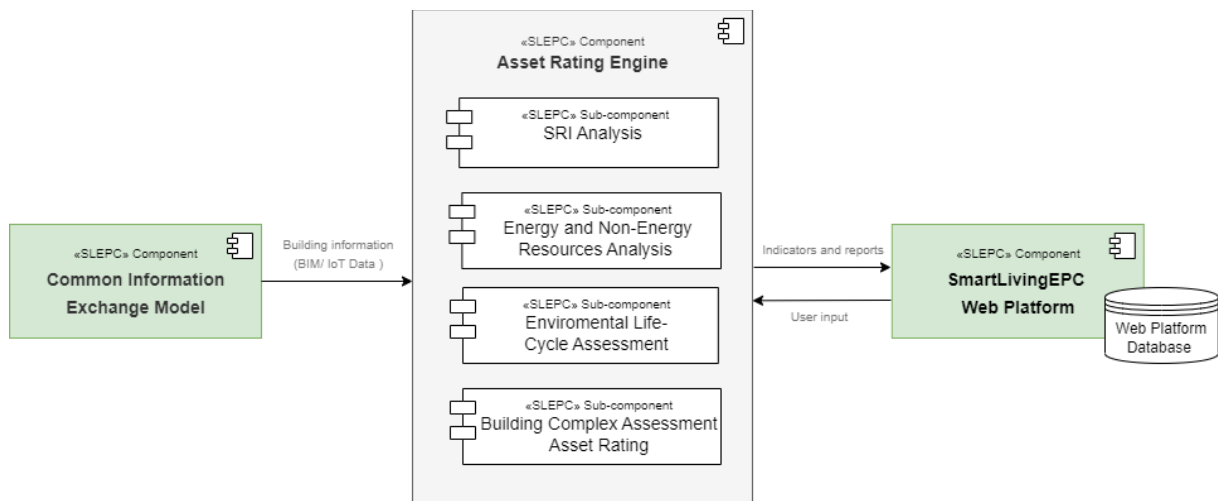 «SLEPC» Component
Asset Rating Engine
«SLEPC» Sub-component
SRI Analysis
«SLEPC» Sub-component
Energy and Non-Energy
Resources Analysis
«SLEPC» Sub-component
Enviromental Life-
Cycle Assessment
«SLEPC» Sub-component
Building Complex Assessment
Asset Rating
«SLEPC» Component
Common Information
Exchange Model
Building information
(BIM/ IoT Data )
Indicators and reports
User input
«SLEPC» Component
SmartLivingEPC
Web Platform
Web Platform
Database